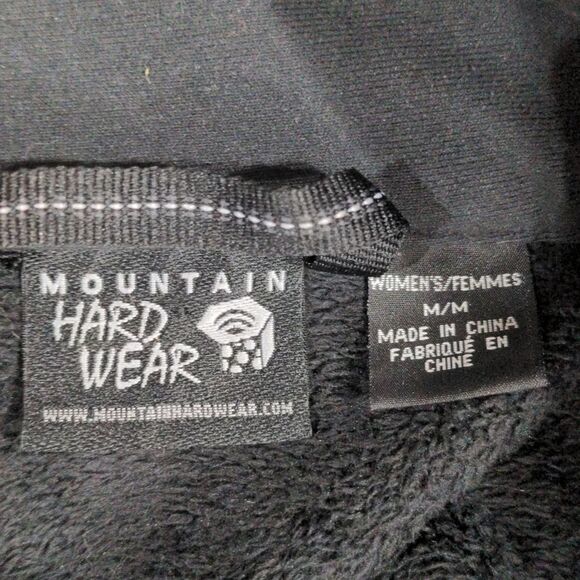 MOUNTAIN
HARD
WEAR
WWW.MOUNTAINHARDWEAR.COM
WOMEN'S/FEMMES
M/M
MADE IN CHINA
FABRIQUÉ EN
CHINE